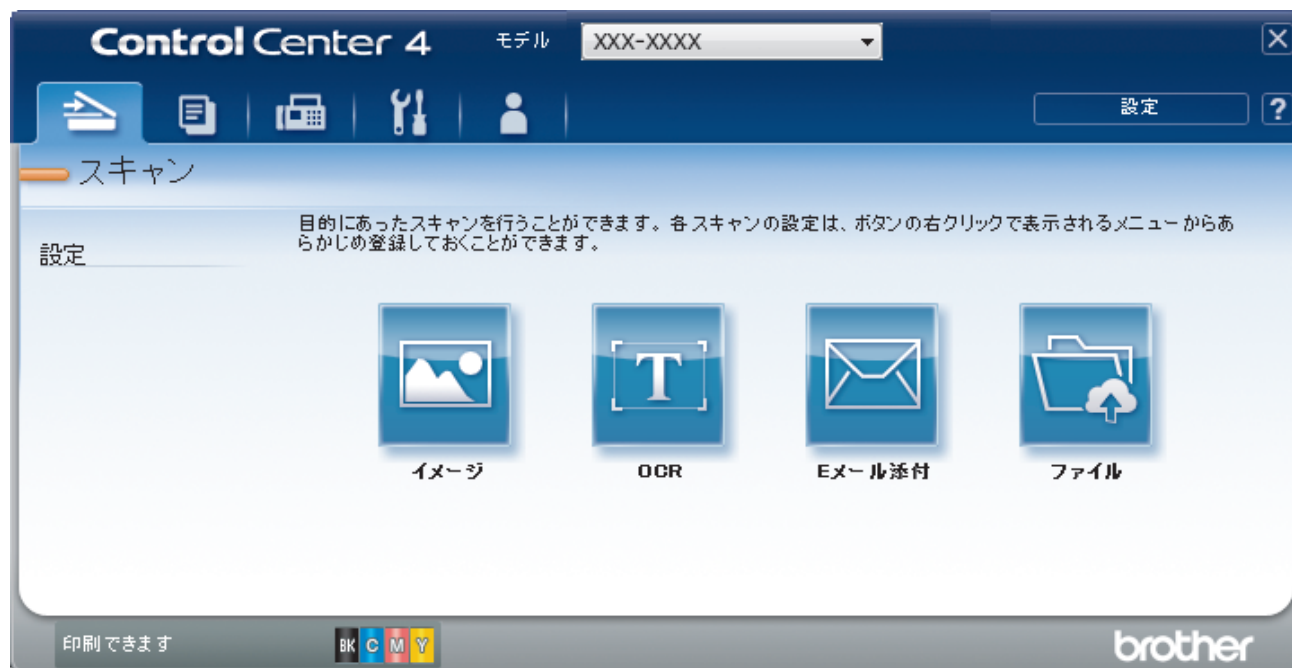 Control Center 4 モデル XXX-XXXX
設定 ?
スキャン
目的にあったスキャンを行うことができます。各スキャンの設定は、ボタンの右クリックで表示されるメニューからあ
らかじめ登録しておくことができます。
設定
T
イメージ OCR Eメール添付 ファイル
印刷できます BK C M Y brother